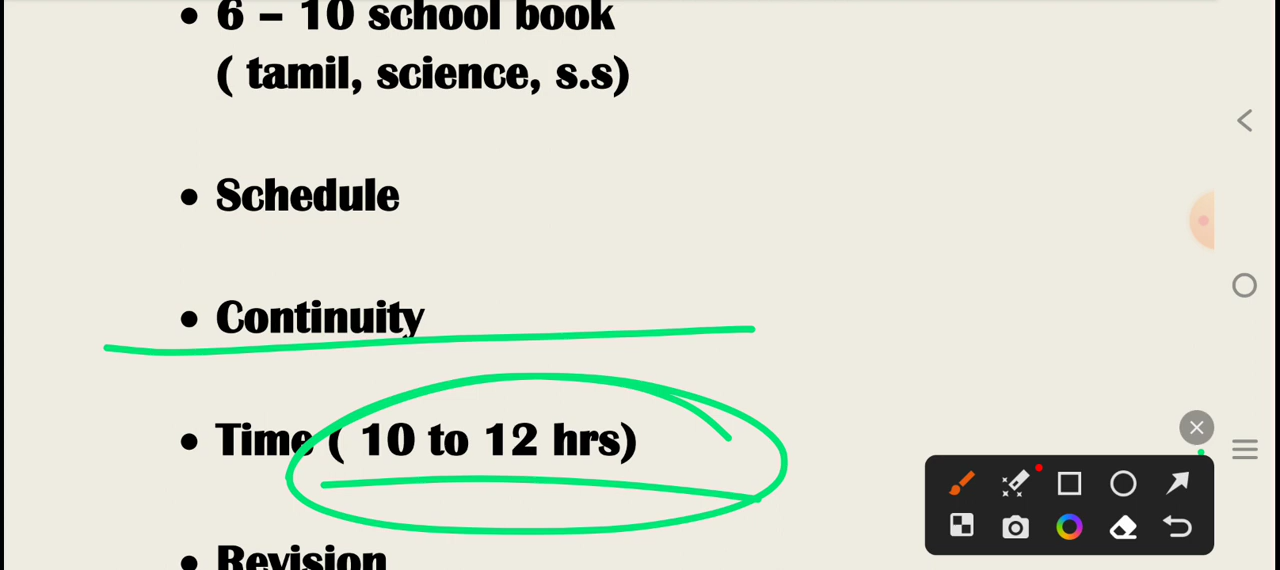 • 6 – 10 school book
( tamil, science, s.s)
• Schedule
• Continuity
• Time ( 10 to 12 hrs)
• Revision